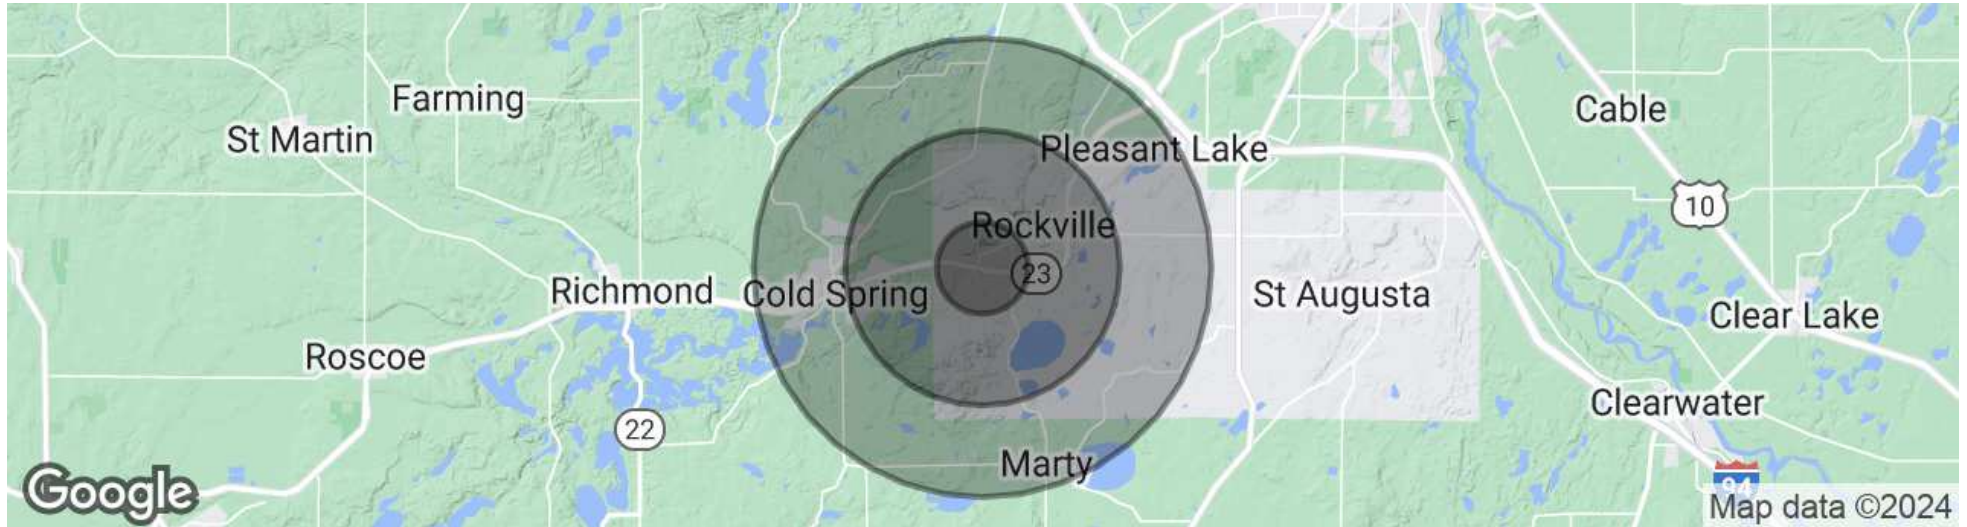 Farming
St Martin
Cable
Pleasant Lake
10
Rockville
23
Richmond
Cold Spring
St Augusta
Clear Lake
Roscoe
Clearwater
22
Marty
94
Google
Map data ©2024